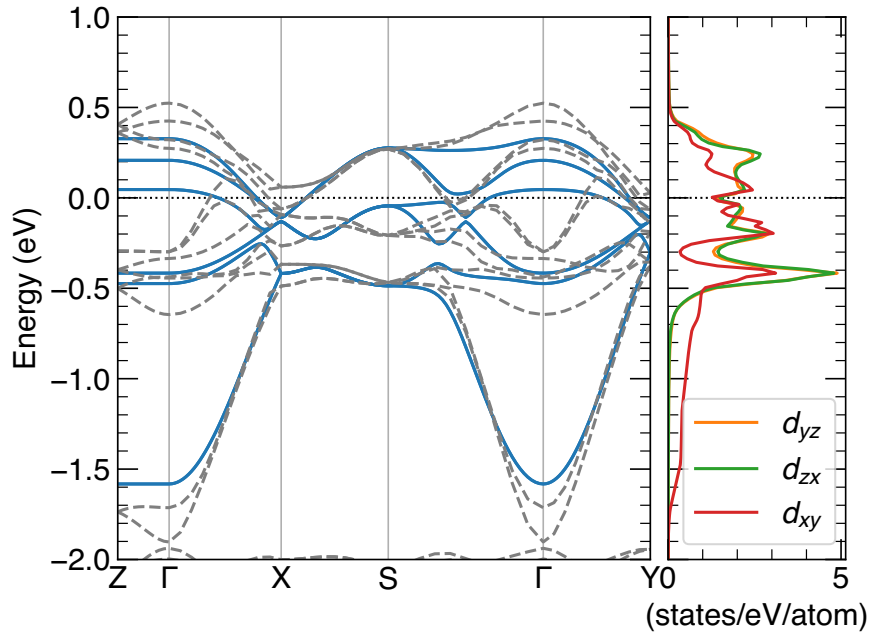 1.0
0.5
0.0
−0.5
−1.0
−1.5
−2.0
Energy (eV)
Z Γ X S Γ Y
0 5
(states/eV/atom)
dyz
dzx
dxy